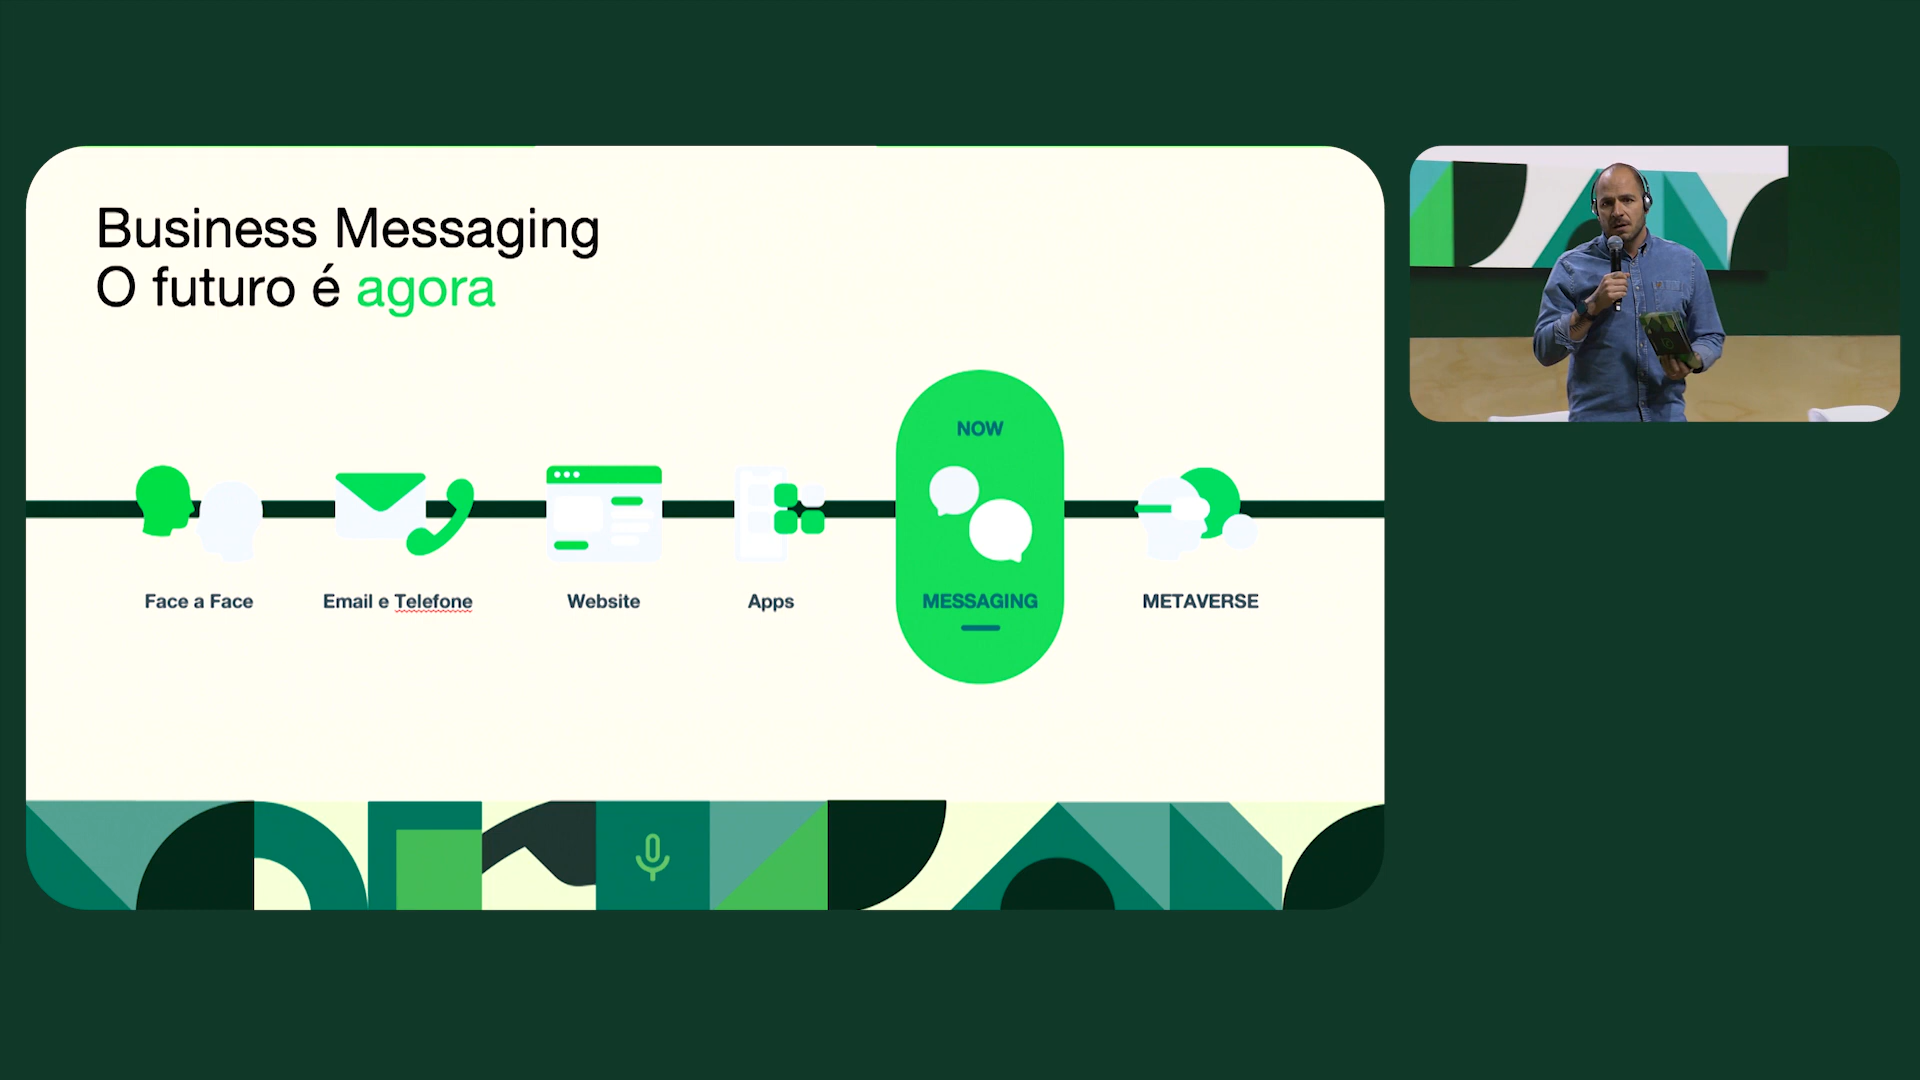 Business Messaging
O futuro é agora
NOW
Face a Face
Email e Telefone
Website
Apps
MESSAGING
METAVERSE